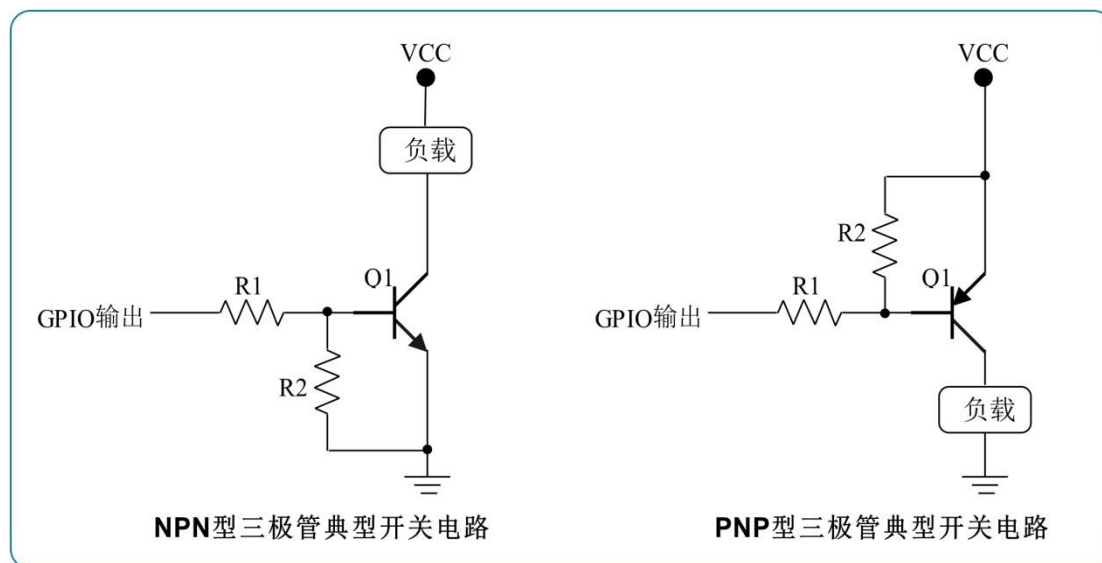 VCC
负载
Q1
R1
GPIO输出
R2
NPN型三极管典型开关电路
VCC
R2
Q1
R1
GPIO输出
负载
PNP型三极管典型开关电路